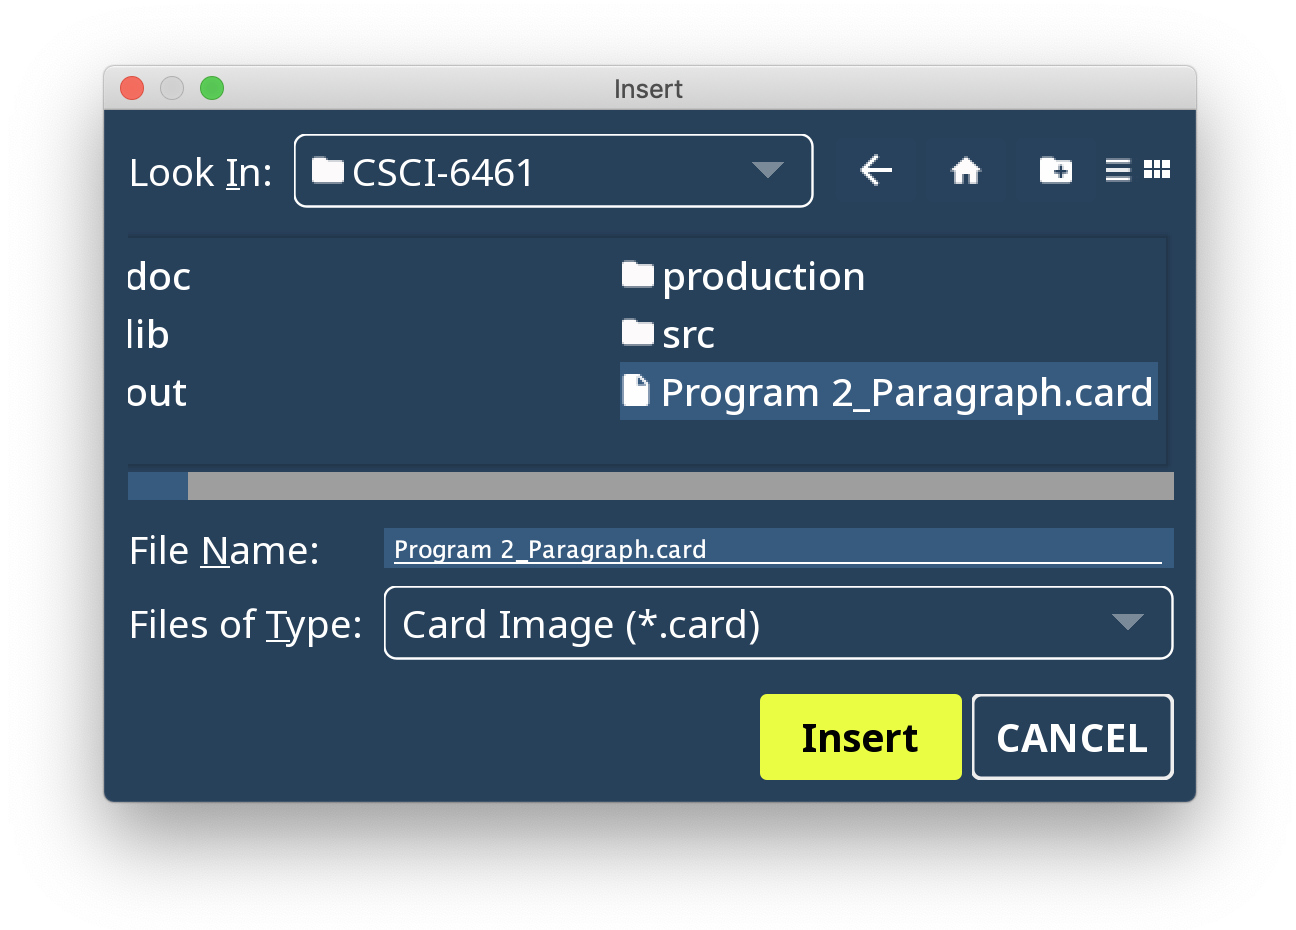 Insert
Look In: CSCI-6461
doc production
lib src
out Program 2_Paragraph.card
File Name: Program 2_Paragraph.card
Files of Type: Card Image (*.card)
Insert CANCEL